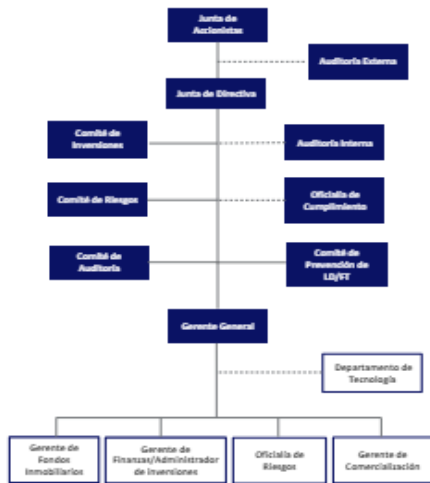 Junta de
Accionistas
Auditoría Externa
Junta de Directiva
Comité de
Inversiones
Auditoría Interna
Comité de Riesgos
Oficialía de
Cumplimiento
Comité de
Auditoría
Comité de
Prevención de
LD/FT
Gerente General
Departamento de
Tecnología
Gerente de
Fondos
Inmobiliarios
Gerente de
Finanzas/Administrador
de Inversiones
Oficialía de
Riesgos
Gerente de
Comercialización